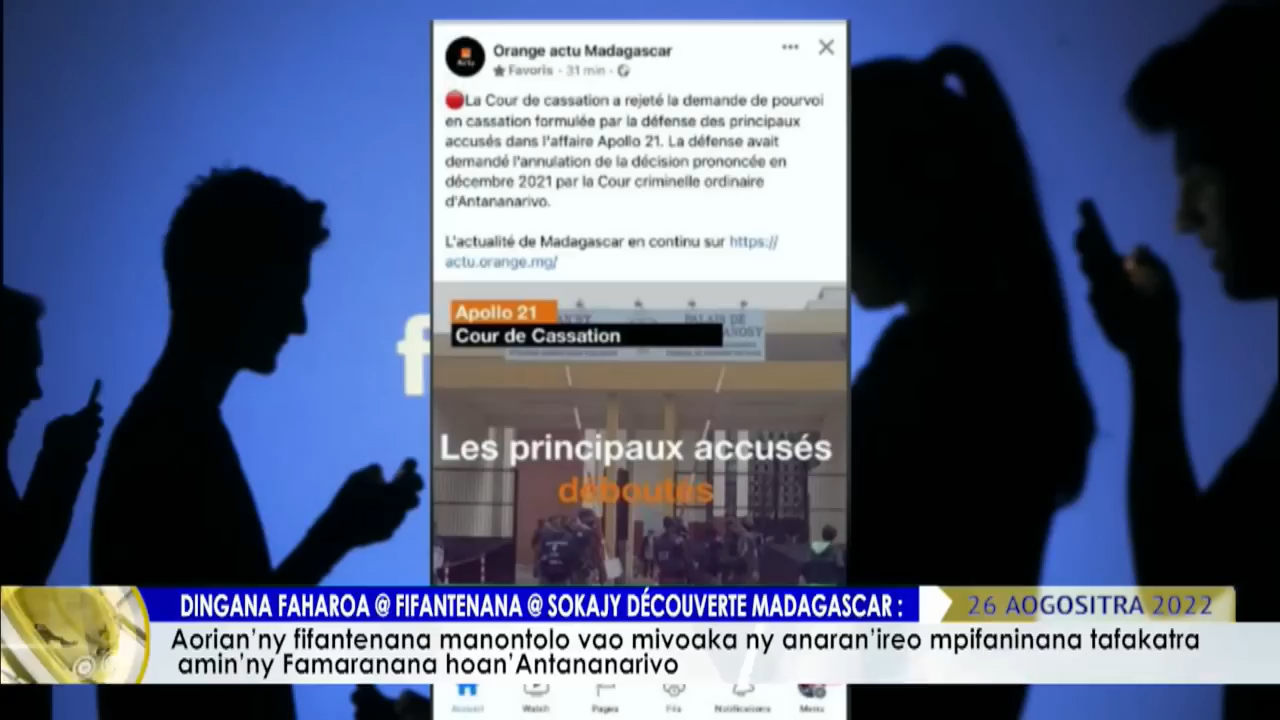 Orange actu Madagascar
Favoris · 31 min ·
La Cour de cassation a rejeté la demande de pourvoi
en cassation formulée par la défense des principaux
accusés dans l'affaire Apollo 21. La défense avait
demandé l'annulation de la décision prononcée en
décembre 2021 par la Cour criminelle ordinaire
d'Antananarivo.
L'actualité de Madagascar en continu sur https://
actu.orange.mg/
PALAIS DE
Apollo 21
Cour de Cassation
Les principaux accusés
déboutés
DINGANA FAHAROA @ FIFANTENANA @ SOKAJY DÉCOUVERTE MADAGASCAR :
26 AOGOSITRA 2022
Aorian'ny fifantenana manontolo vao mivoaka ny anaran'ireo mpifaninana tafakatra
amin'ny Famaranana hoan'Antananarivo
Accueil Watch Pages Fils Notifications Menu